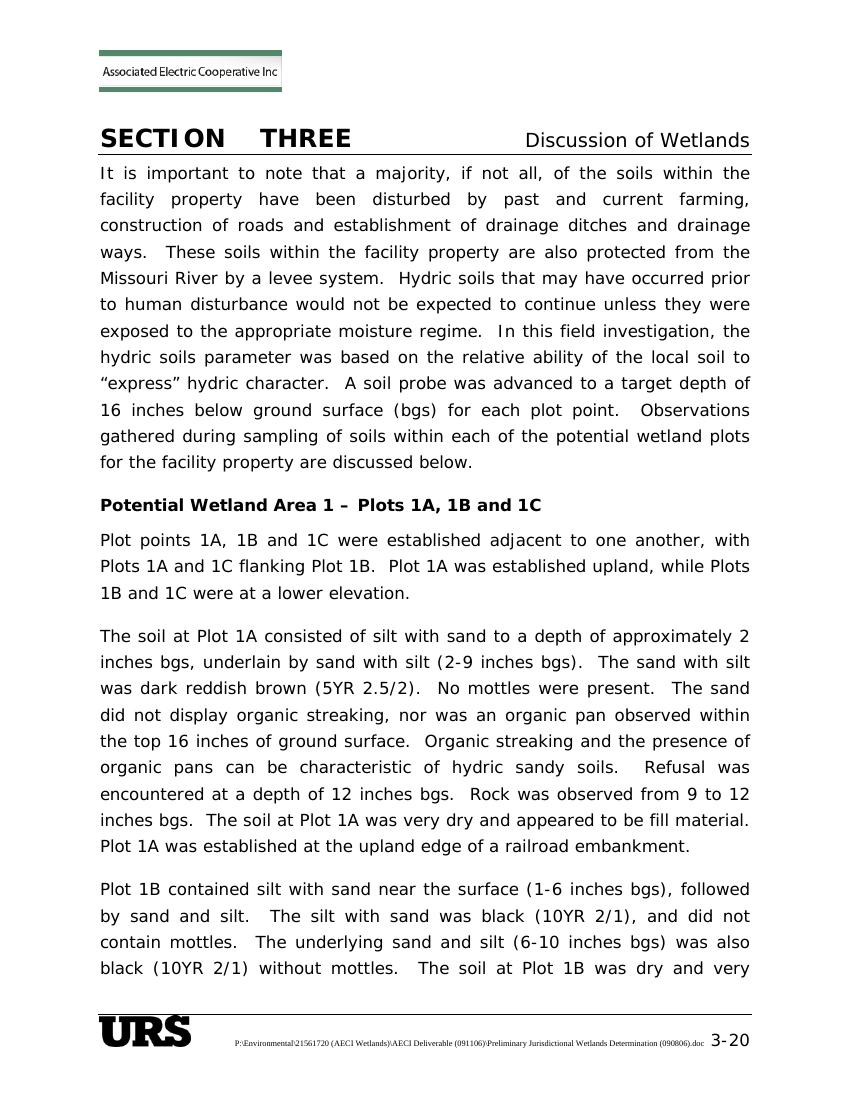 Associated Electric Cooperative Inc
SECTION THREE Discussion of Wetlands
It is important to note that a majority, if not all, of the soils within the
facility property have been disturbed by past and current farming,
construction of roads and establishment of drainage ditches and drainage
ways. These soils within the facility property are also protected from the
Missouri River by a levee system. Hydric soils that may have occurred prior
to human disturbance would not be expected to continue unless they were
exposed to the appropriate moisture regime. In this field investigation, the
hydric soils parameter was based on the relative ability of the local soil to
“express” hydric character. A soil probe was advanced to a target depth of
16 inches below ground surface (bgs) for each plot point. Observations
gathered during sampling of soils within each of the potential wetland plots
for the facility property are discussed below.
Potential Wetland Area 1 – Plots 1A, 1B and 1C
Plot points 1A, 1B and 1C were established adjacent to one another, with
Plots 1A and 1C flanking Plot 1B. Plot 1A was established upland, while Plots
1B and 1C were at a lower elevation.
The soil at Plot 1A consisted of silt with sand to a depth of approximately 2
inches bgs, underlain by sand with silt (2-9 inches bgs). The sand with silt
was dark reddish brown (5YR 2.5/2). No mottles were present. The sand
did not display organic streaking, nor was an organic pan observed within
the top 16 inches of ground surface. Organic streaking and the presence of
organic pans can be characteristic of hydric sandy soils. Refusal was
encountered at a depth of 12 inches bgs. Rock was observed from 9 to 12
inches bgs. The soil at Plot 1A was very dry and appeared to be fill material.
Plot 1A was established at the upland edge of a railroad embankment.
Plot 1B contained silt with sand near the surface (1-6 inches bgs), followed
by sand and silt. The silt with sand was black (10YR 2/1), and did not
contain mottles. The underlying sand and silt (6-10 inches bgs) was also
black (10YR 2/1) without mottles. The soil at Plot 1B was dry and very
URS P:\Environmental\21561720 (AECI Wetlands)\AECI Deliverable (091106)\Preliminary Jurisdictional Wetlands Determination (090806).doc 3-20